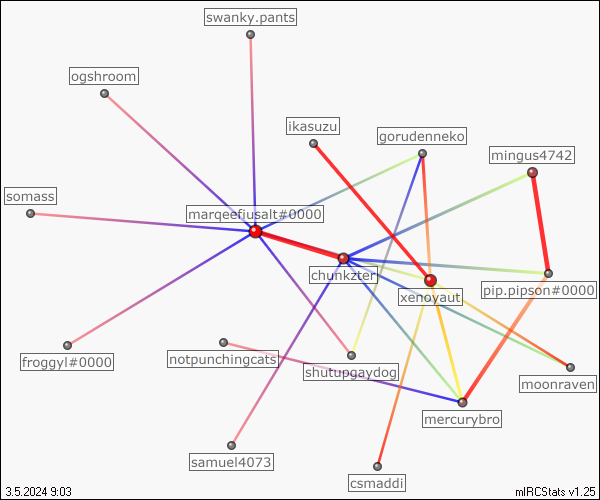 swanky.pants
ogshroom
ikasuzu
gorudenneko
mingus4742
somass
marqeefiusalt#0000
chunkzter
xenoyaut
pip.pipson#0000
froggyl#0000
notpunchingcats
shutupgaydog
moonraven
mercurybro
samuel4073
csmaddi
3.5.2024 9:03
mIRCStats v1.25